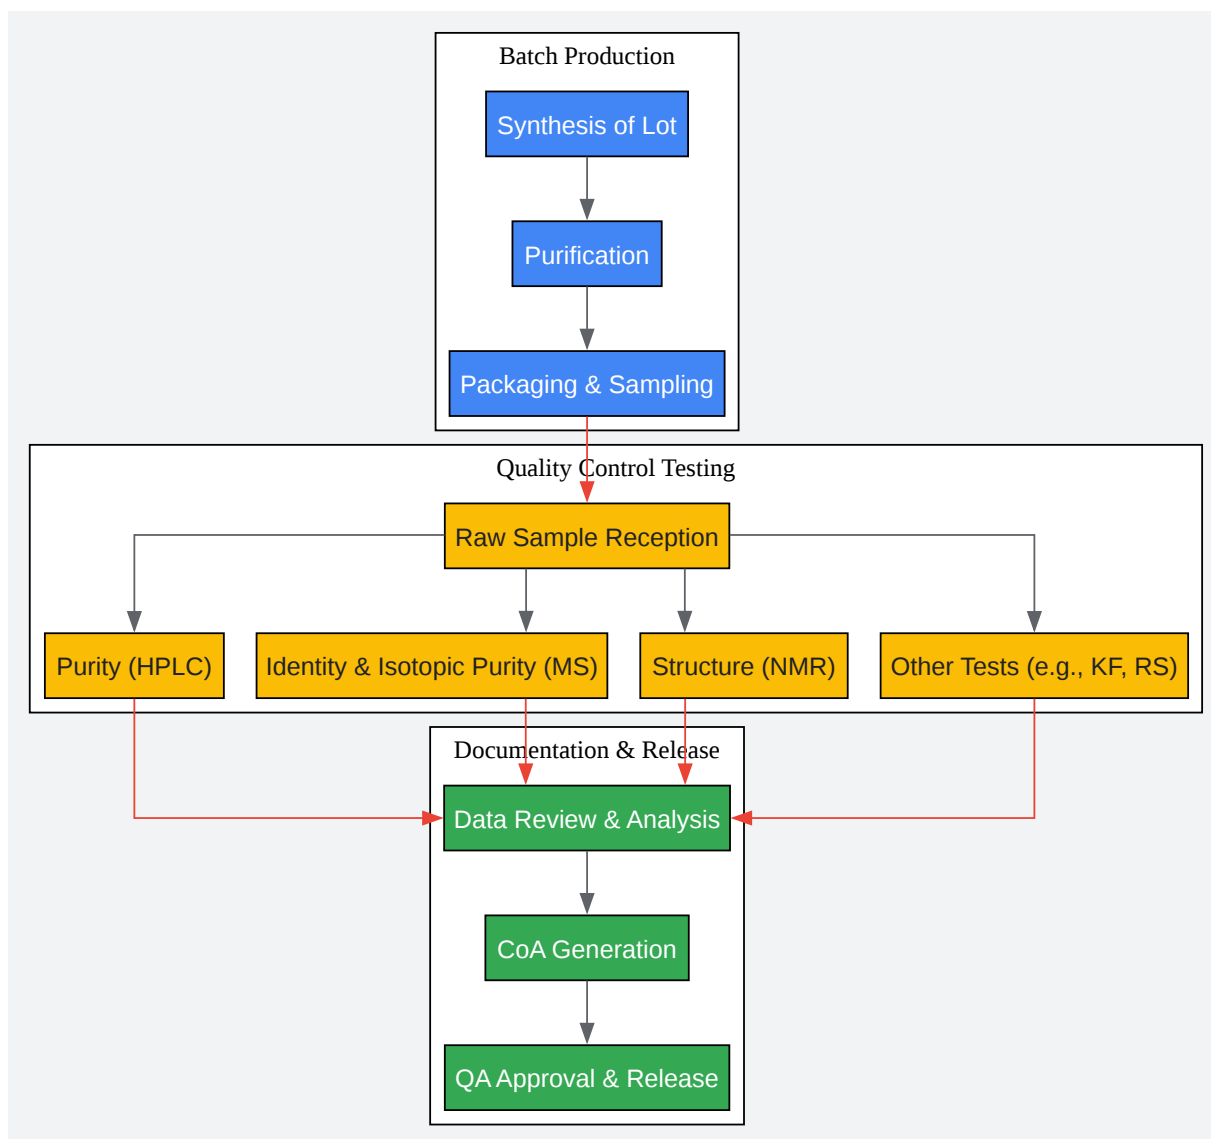 Batch Production
Synthesis of Lot
Purification
Packaging & Sampling
Quality Control Testing
Raw Sample Reception
Purity (HPLC)
Identity & Isotopic Purity (MS)
Structure (NMR)
Other Tests (e.g., KF, RS)
Documentation & Release
Data Review & Analysis
CoA Generation
QA Approval & Release